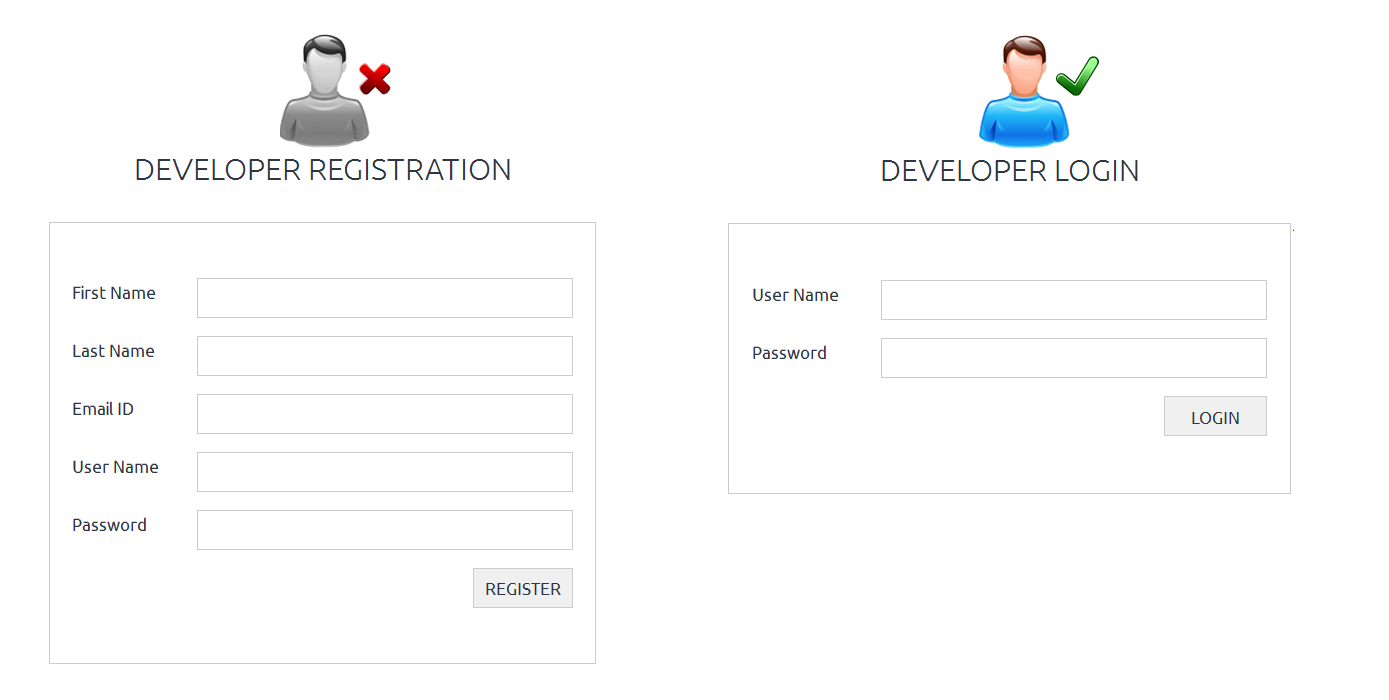 DEVELOPER REGISTRATION
First Name
Last Name
Email ID
User Name
Password
REGISTER
DEVELOPER LOGIN
User Name
Password
LOGIN